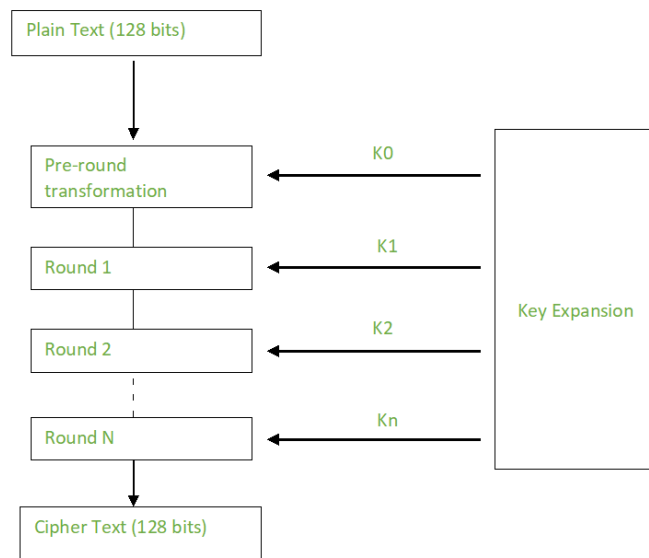 Plain Text (128 bits)
Pre-round
transformation
K0
Round 1
K1
Key Expansion
Round 2
K2
Round N
Kn
Cipher Text (128 bits)